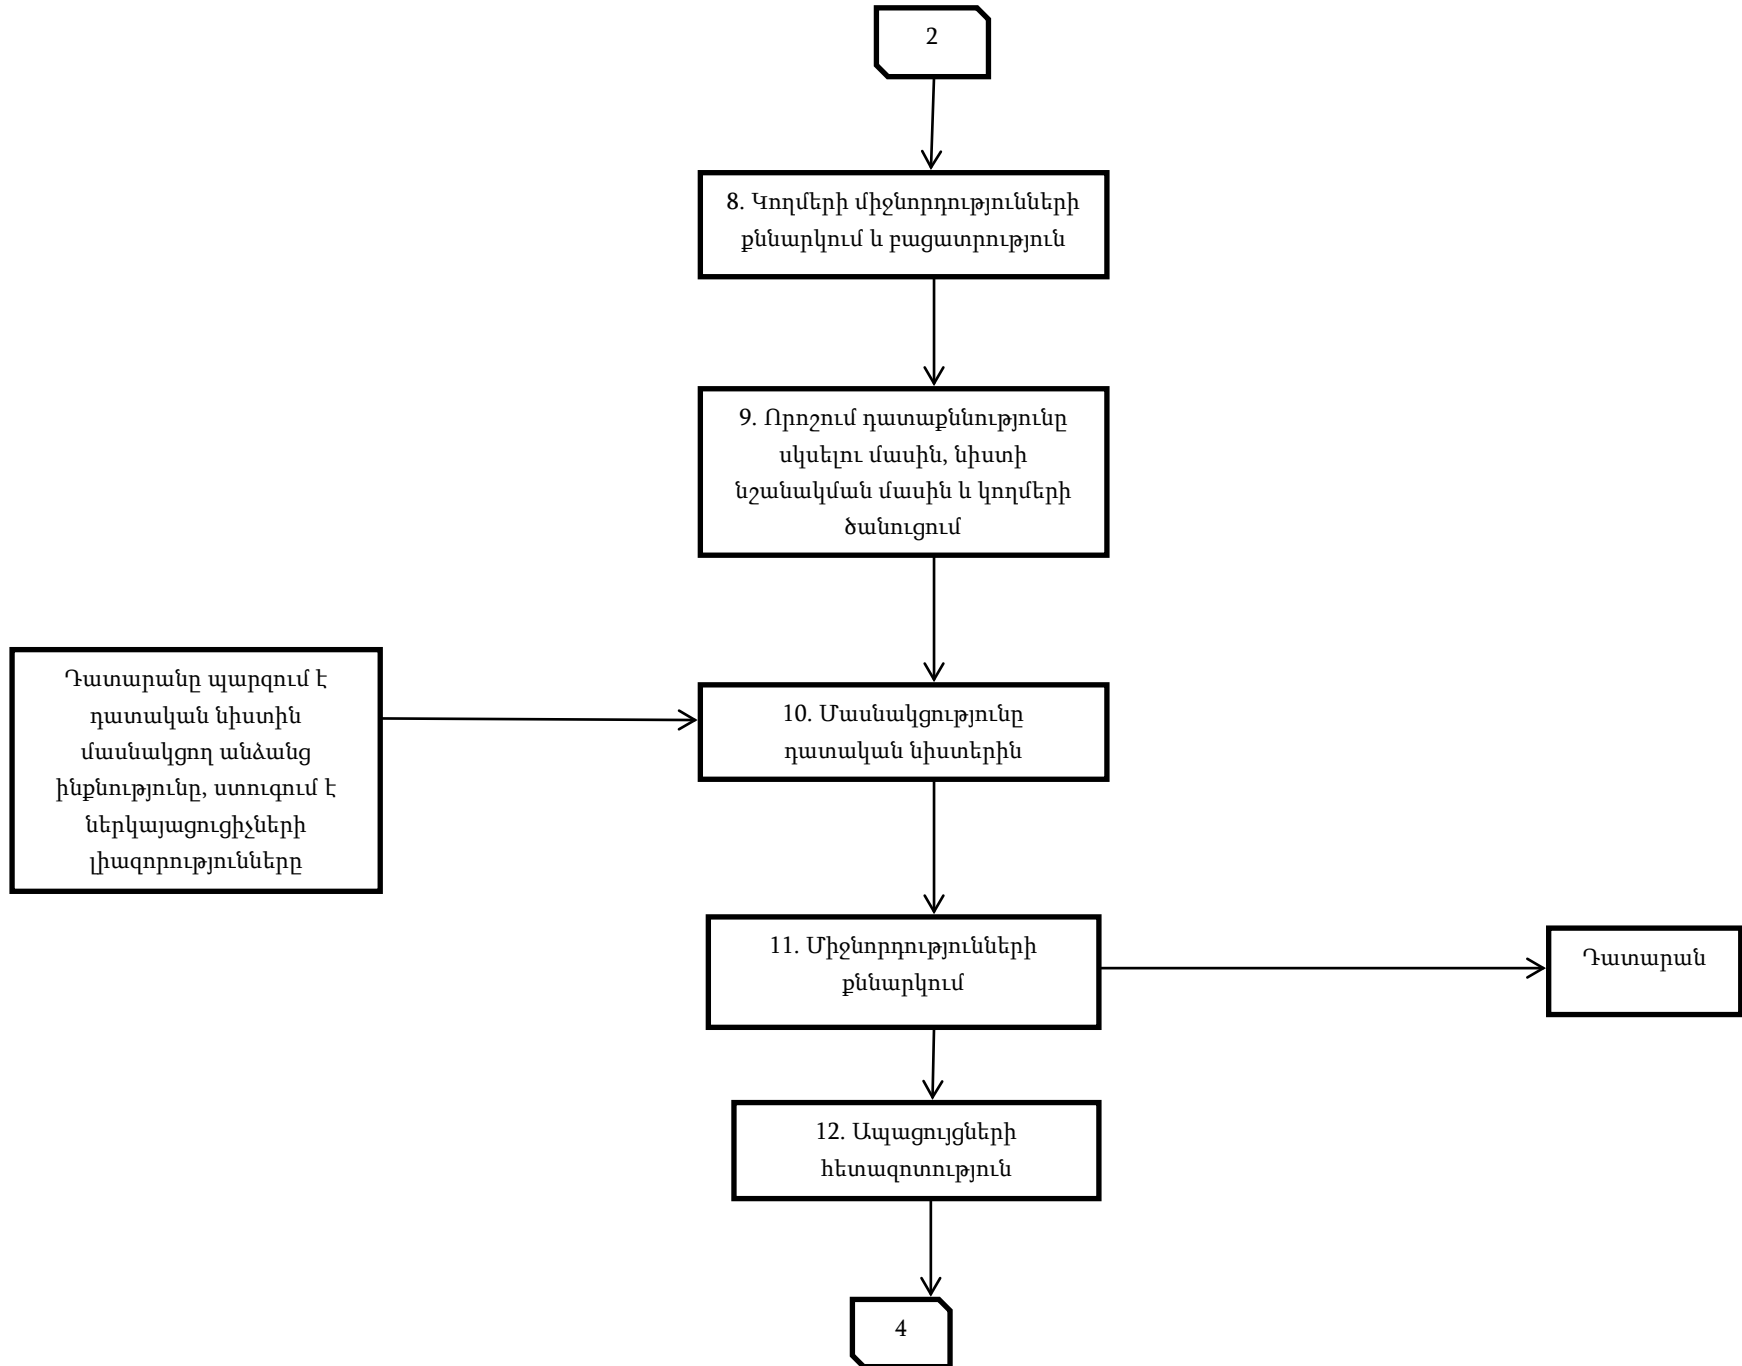 2
8. Կողմերի միջնորդությունների
քննարկում և բացատրություն
9. Որոշում դատաքննությունը
սկսելու մասին, նիստի
նշանակման մասին և կողմերի
ծանուցում
Դատարանը պարզում է
դատական նիստին
մասնակցող անձանց
ինքնությունը, ստուգում է
ներկայացուցիչների
լիազորությունները
10. Մասնակցությունը
դատական նիստերին
11. Միջնորդությունների
քննարկում
Դատարան
12. Ապացույցների
հետազոտություն
4